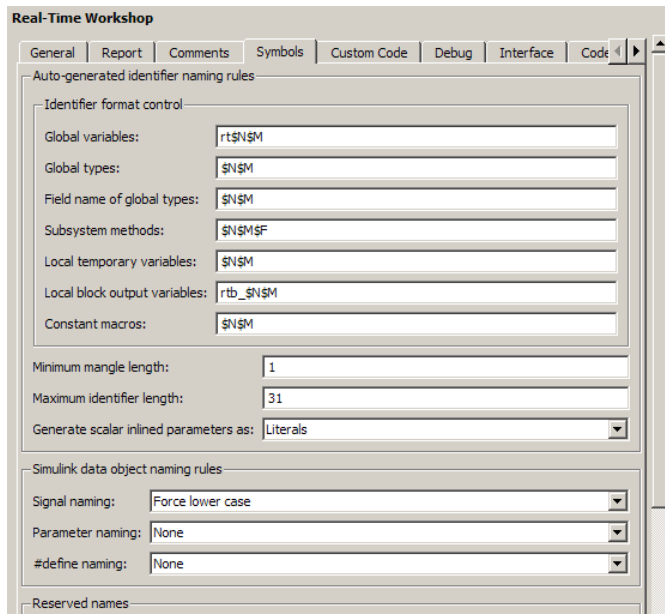 Real-Time Workshop
General Report Comments Symbols Custom Code Debug Interface Code
Auto-generated identifier naming rules
Identifier format control
Global variables: rt$N$M
Global types: $N$M
Field name of global types: $N$M
Subsystem methods: $N$M$F
Local temporary variables: $N$M
Local block output variables: rtb_$N$M
Constant macros: $N$M
Minimum mangle length: 1
Maximum identifier length: 31
Generate scalar inlined parameters as: Literals
Simulink data object naming rules
Signal naming: Force lower case
Parameter naming: None
#define naming: None
Reserved names